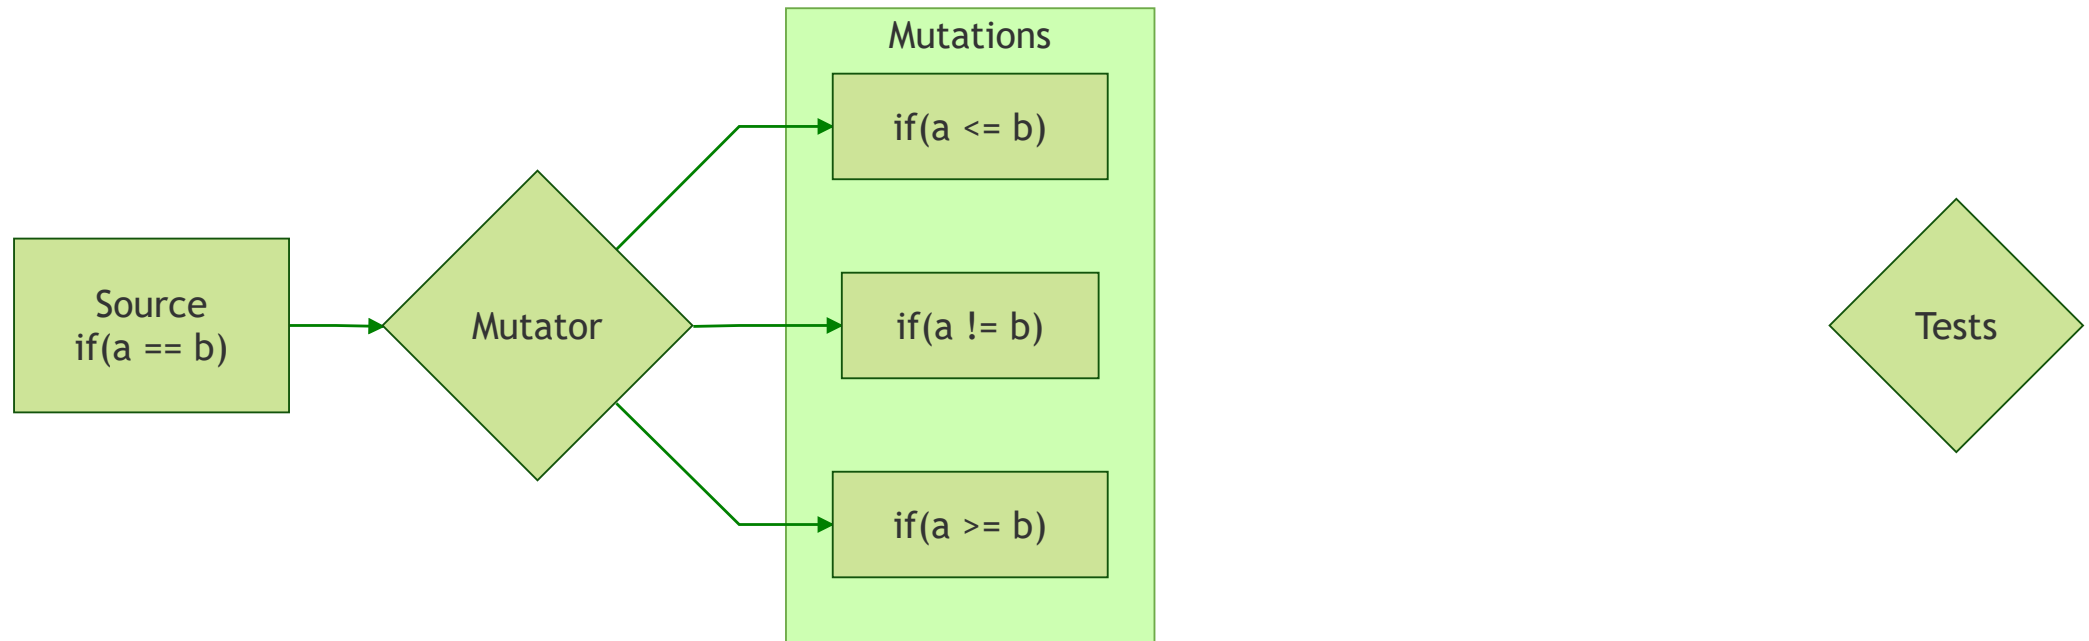 Source
if(a == b)
Mutator
Mutations
if(a <= b)
if(a != b)
if(a >= b)
Tests